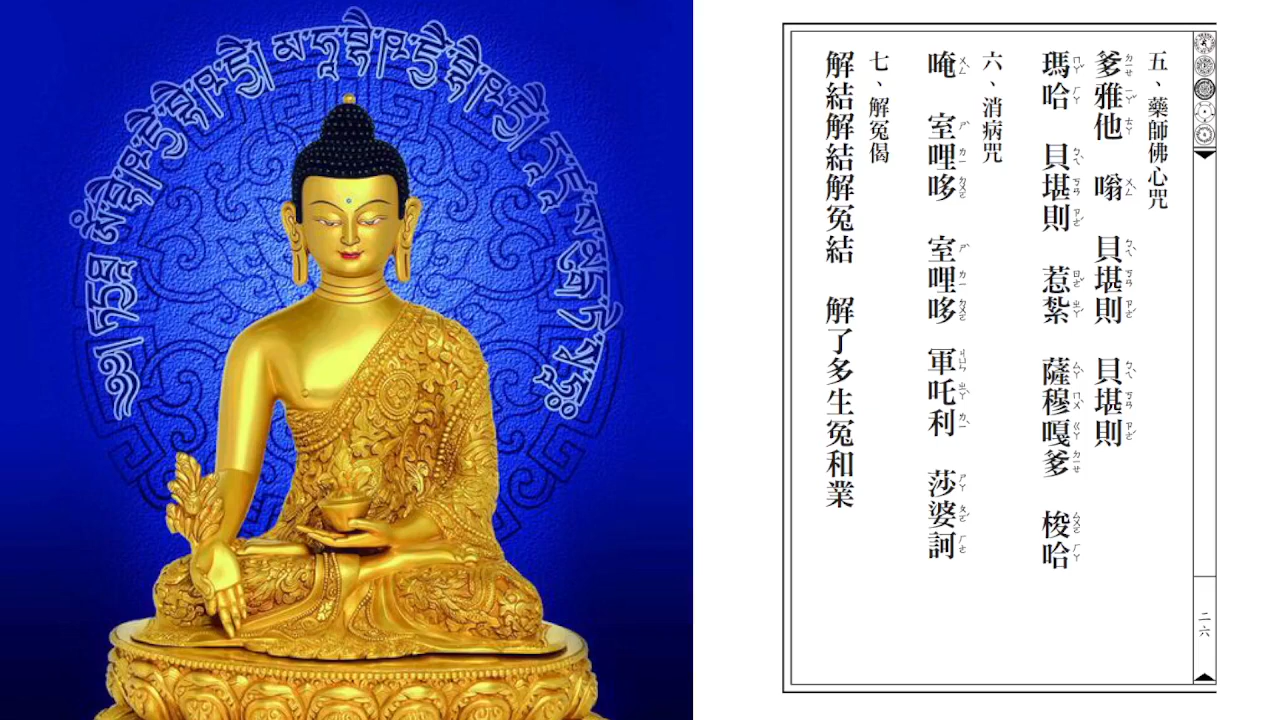 ༄༅། ཏདྱ་ཐཱ། ཨོཾ་བྷཻ་ཥ་ཛྱེ་བྷཻ་ཥ་ཛྱེ། མ་ཧཱ་བྷཻ་ཥ་ཛྱེ་བྷཻ་ཥ་ཛྱེ་རཱ་ཛ་ས་མུདྒ་ཏེ་སྭཱ་ཧཱ༔
五、藥師佛心咒
爹雅他 嗡 貝堪則 貝堪則
瑪哈 貝堪則 惹紮 薩穆嘎爹 梭哈
六、消病咒
唵 室哩哆 室哩哆 軍吒利 莎婆訶
七、解冤偈
解結解結解冤結 解了多生冤和業
二六